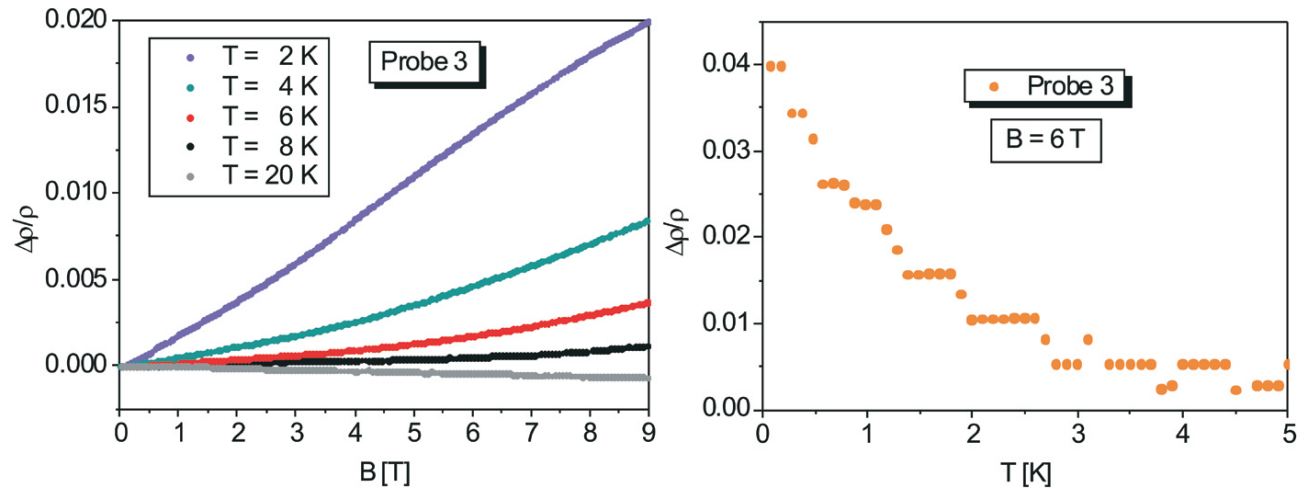 0.020
0.015
0.010
0.005
0.000
Δρ/ρ
T = 2 K
T = 4 K
T = 6 K
T = 8 K
T = 20 K
Probe 3
0 1 2 3 4 5 6 7 8 9
B [T]
0.04
0.03
0.02
0.01
0.00
Δρ/ρ
Probe 3
B = 6 T
0 1 2 3 4 5
T [K]